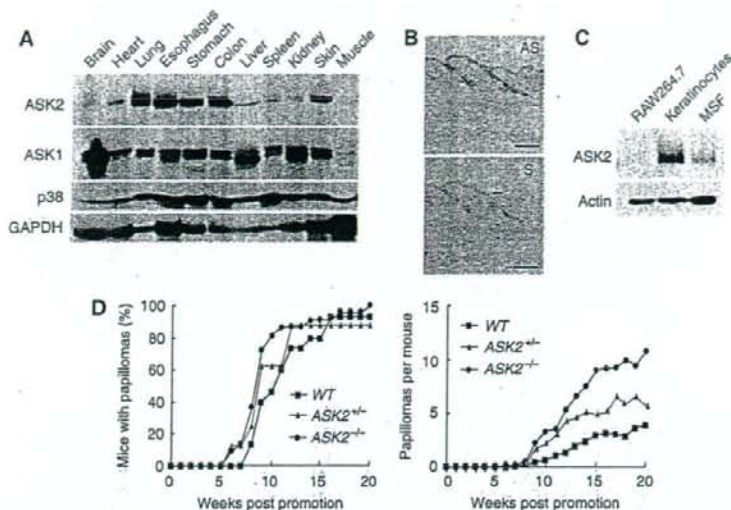 A
Brain Heart Lung Esophagus Stomach Colon Liver Spleen Kidney Skin Muscle
ASK2
ASK1
p38
GAPDH
B
AS
S
C
RAW264.7 Keratinocytes MSF
ASK2
Actin
D
Mice with papillomas (%)
100
80
60
40
20
0
WT
ASK2+/−
ASK2−/−
0 5 10 15 20
Weeks post promotion
Papillomas per mouse
15
10
5
0
WT
ASK2+/−
ASK2−/−
0 5 10 15 20
Weeks post promotion